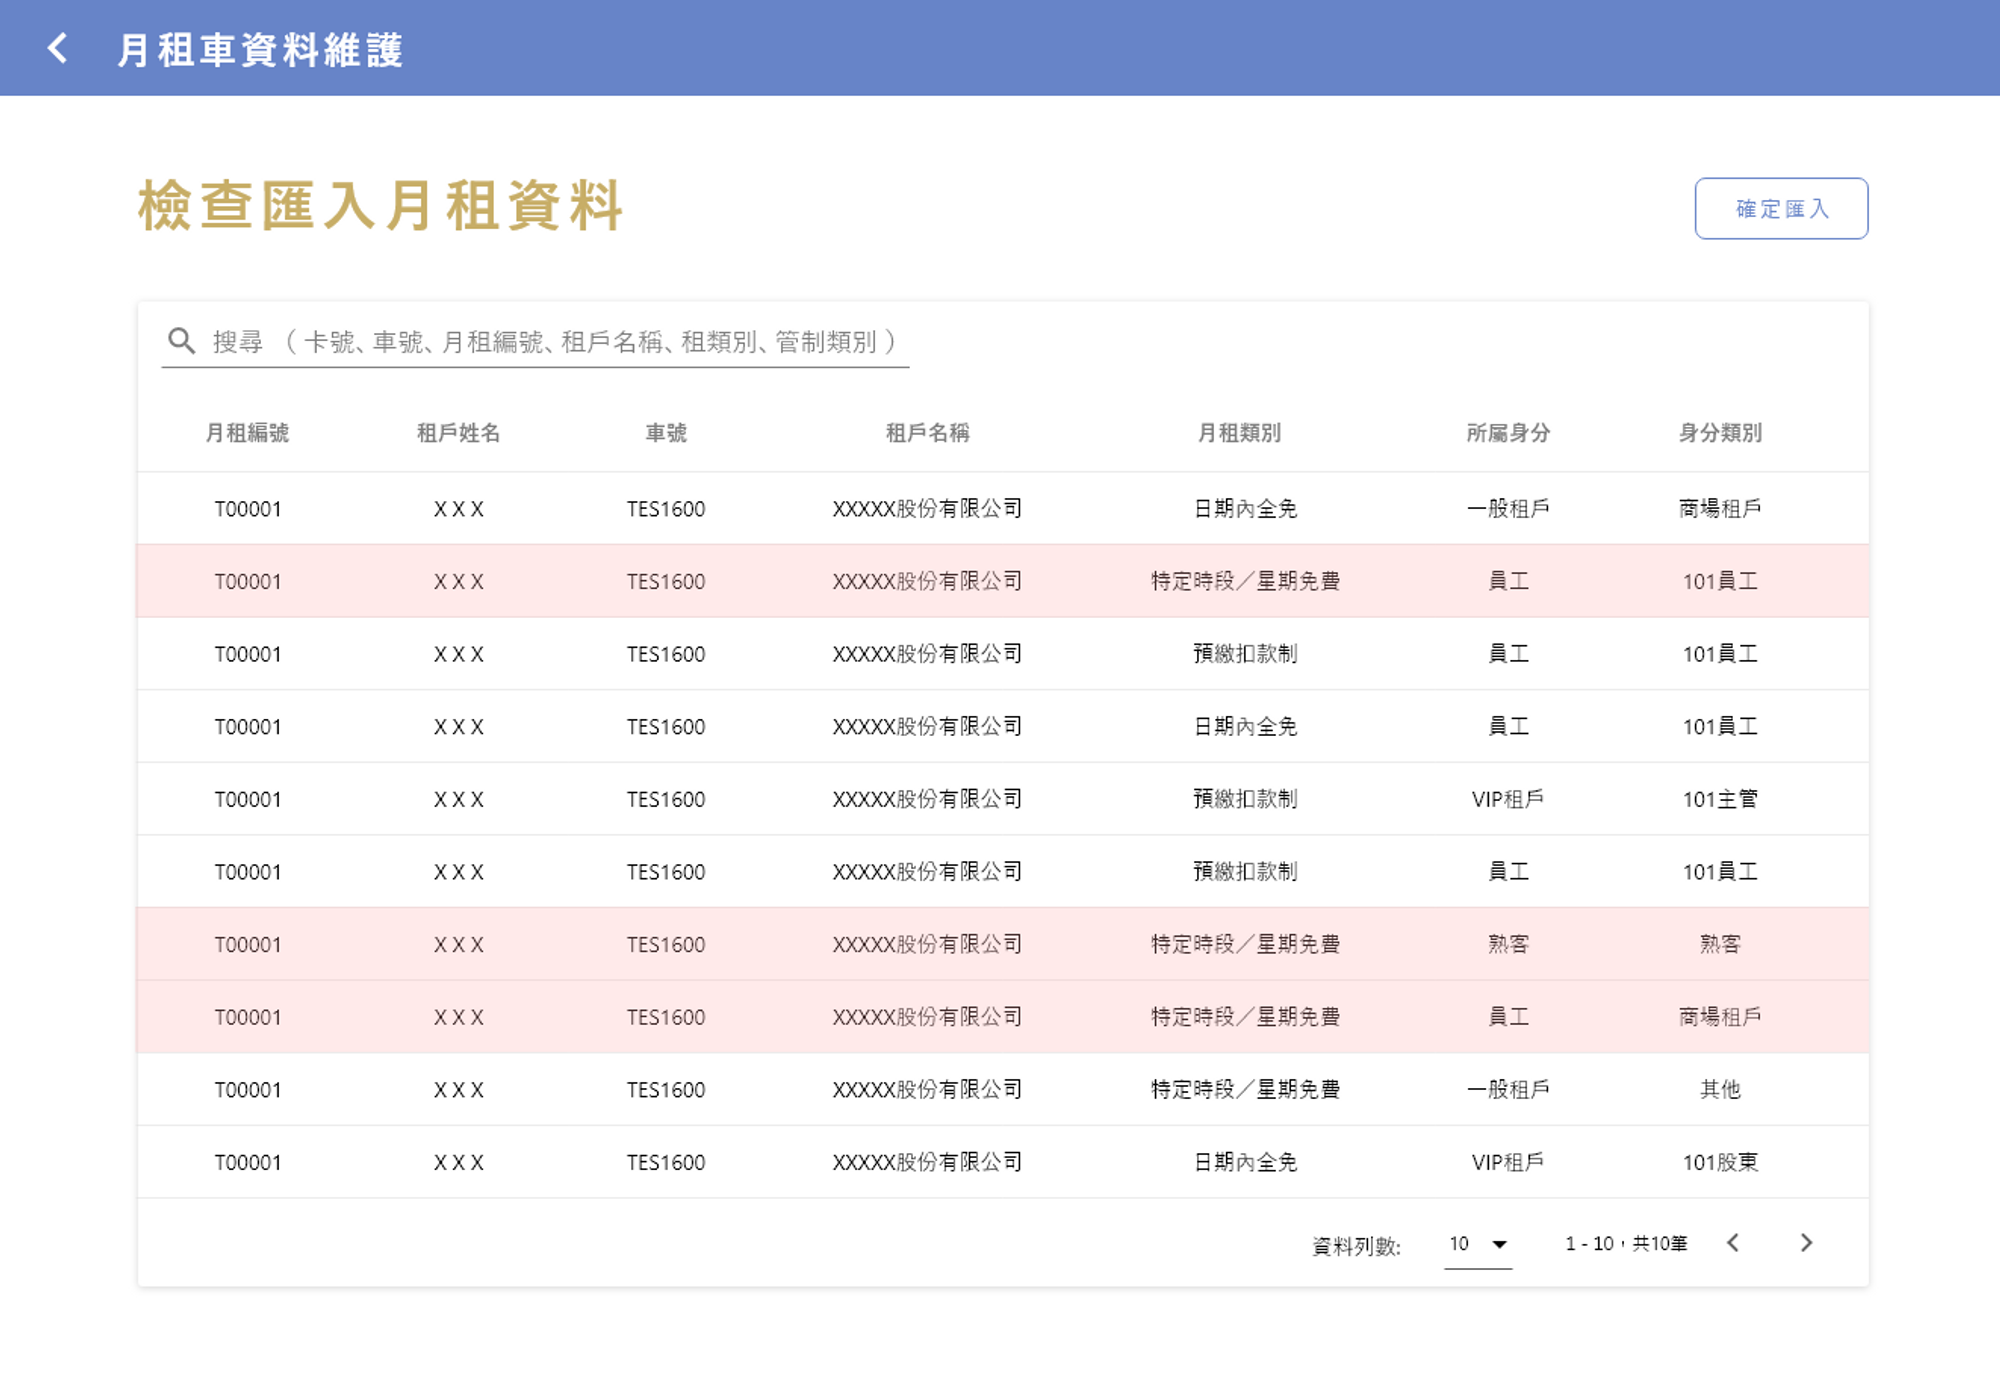 月租車資料維護
檢查匯入月租資料
確定匯入
搜尋 （卡號、車號、月租編號、租戶名稱、租類別、管制類別）
月租編號 租戶姓名 車號 租戶名稱 月租類別 所屬身分 身分類別
T00001 X X X TES1600 XXXXX股份有限公司 日期內全免 一般租戶 商場租戶
T00001 X X X TES1600 XXXXX股份有限公司 特定時段／星期免費 員工 101員工
T00001 X X X TES1600 XXXXX股份有限公司 預繳扣款制 員工 101員工
T00001 X X X TES1600 XXXXX股份有限公司 日期內全免 員工 101員工
T00001 X X X TES1600 XXXXX股份有限公司 預繳扣款制 VIP租戶 101主管
T00001 X X X TES1600 XXXXX股份有限公司 預繳扣款制 員工 101員工
T00001 X X X TES1600 XXXXX股份有限公司 特定時段／星期免費 熟客 熟客
T00001 X X X TES1600 XXXXX股份有限公司 特定時段／星期免費 員工 商場租戶
T00001 X X X TES1600 XXXXX股份有限公司 特定時段／星期免費 一般租戶 其他
T00001 X X X TES1600 XXXXX股份有限公司 日期內全免 VIP租戶 101股東
資料列數: 10 1 - 10，共10筆